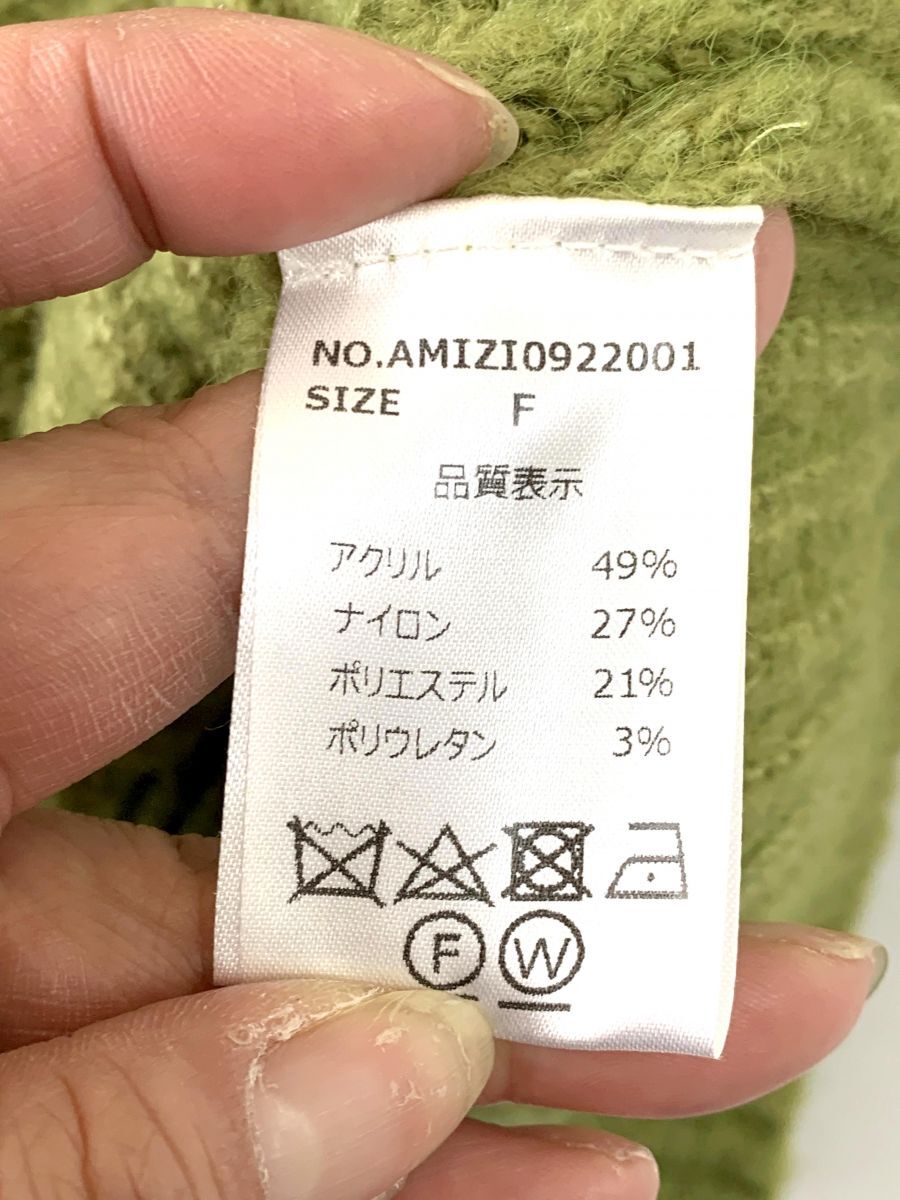 NO.AMIZI0922001
SIZE F
品質表示
アクリル 49%
ナイロン 27%
ポリエステル 21%
ポリウレタン 3%
F W